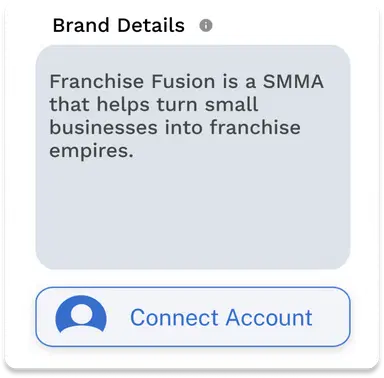 Brand Details
Franchise Fusion is a SMMA
that helps turn small
businesses into franchise
empires.
Connect Account